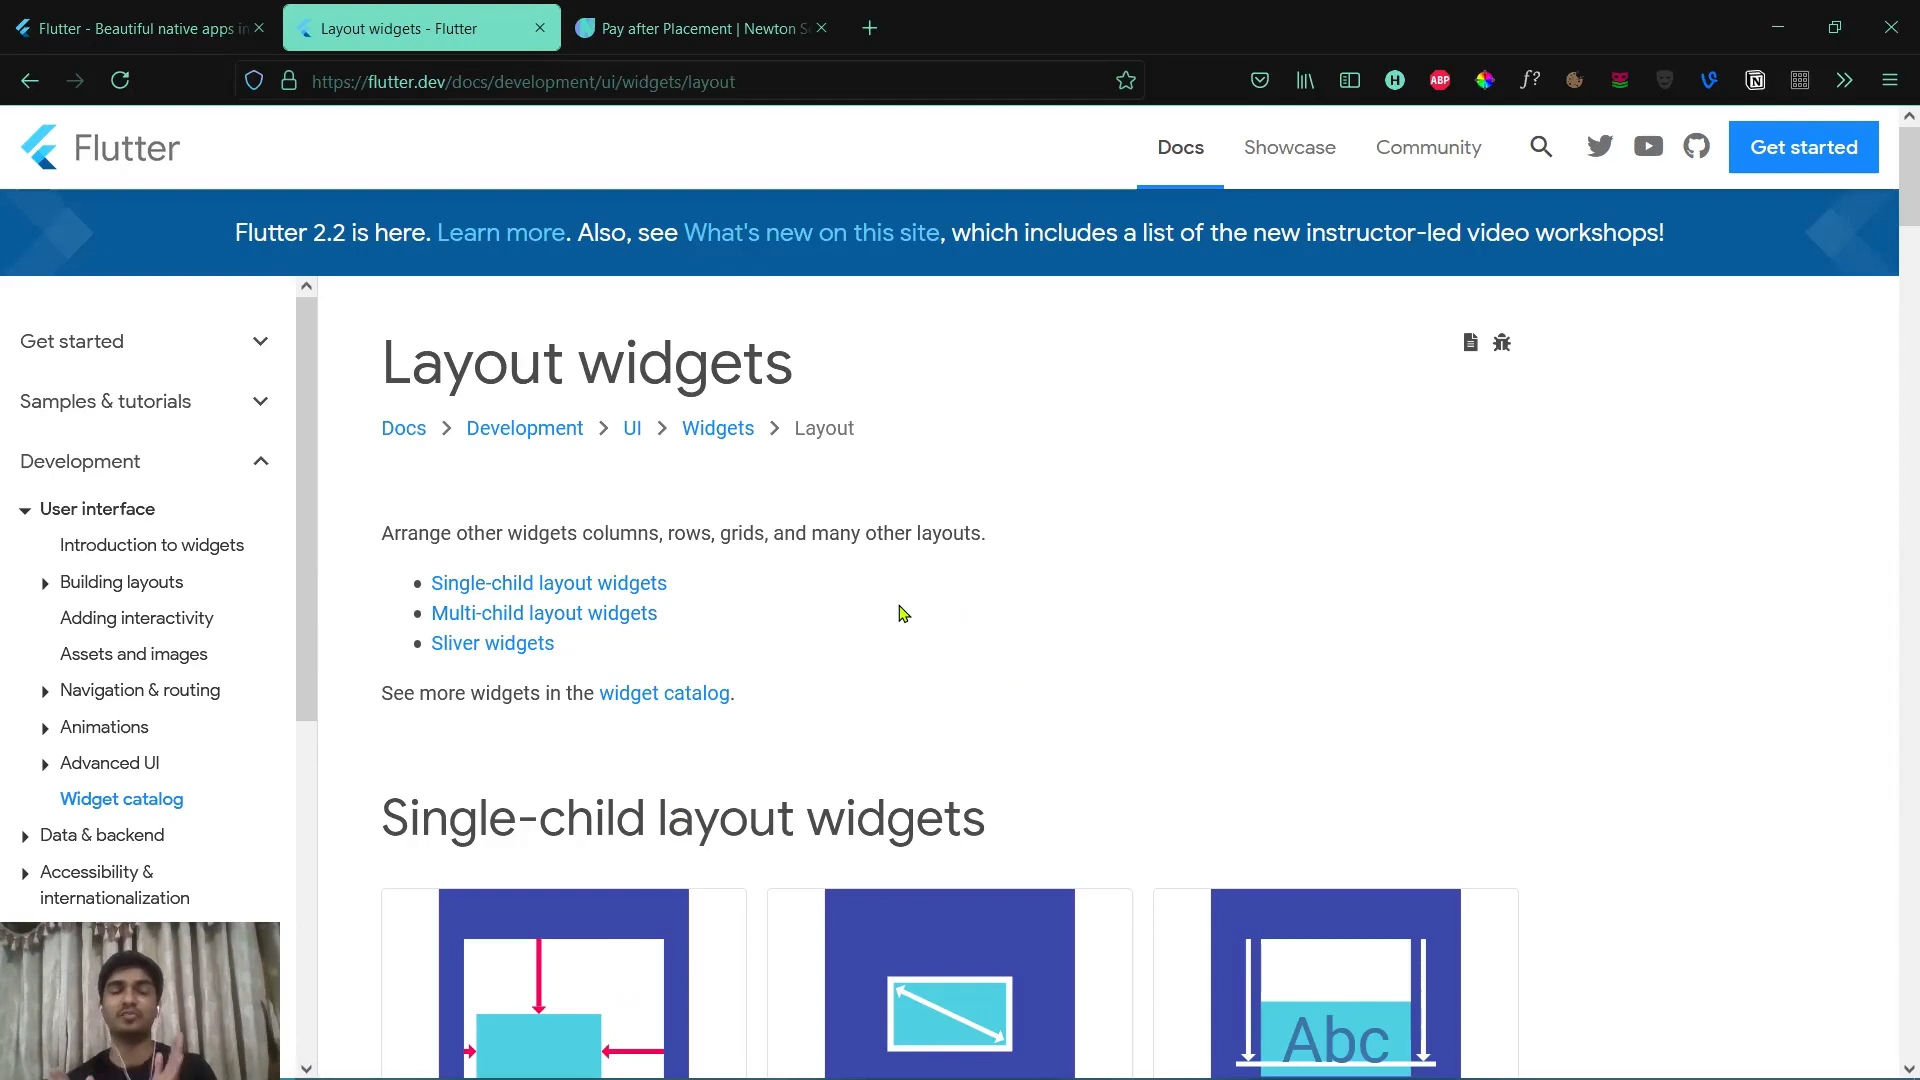 Flutter - Beautiful native apps in
Layout widgets - Flutter
Pay after Placement | Newton S
https://flutter.dev/docs/development/ui/widgets/layout
H
ABP
f?
N
Flutter
Docs
Showcase
Community
Get started
Flutter 2.2 is here. Learn more. Also, see What's new on this site, which includes a list of the new instructor-led video workshops!
Get started
Samples & tutorials
Development
User interface
Introduction to widgets
Building layouts
Adding interactivity
Assets and images
Navigation & routing
Animations
Advanced UI
Widget catalog
Data & backend
Accessibility &
internationalization
Layout widgets
Docs > Development > UI > Widgets > Layout
Arrange other widgets columns, rows, grids, and many other layouts.
• Single-child layout widgets
• Multi-child layout widgets
• Sliver widgets
See more widgets in the widget catalog.
Single-child layout widgets
Abc